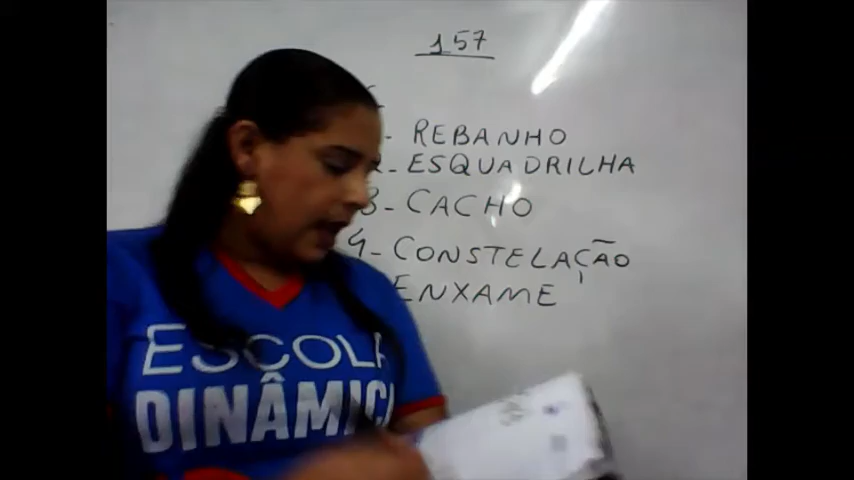 157
- REBANHO
- ESQUADRILHA
3- CACHO
4- CONSTELAÇÃO
ENXAME
ESCOLA
DINÂMICA